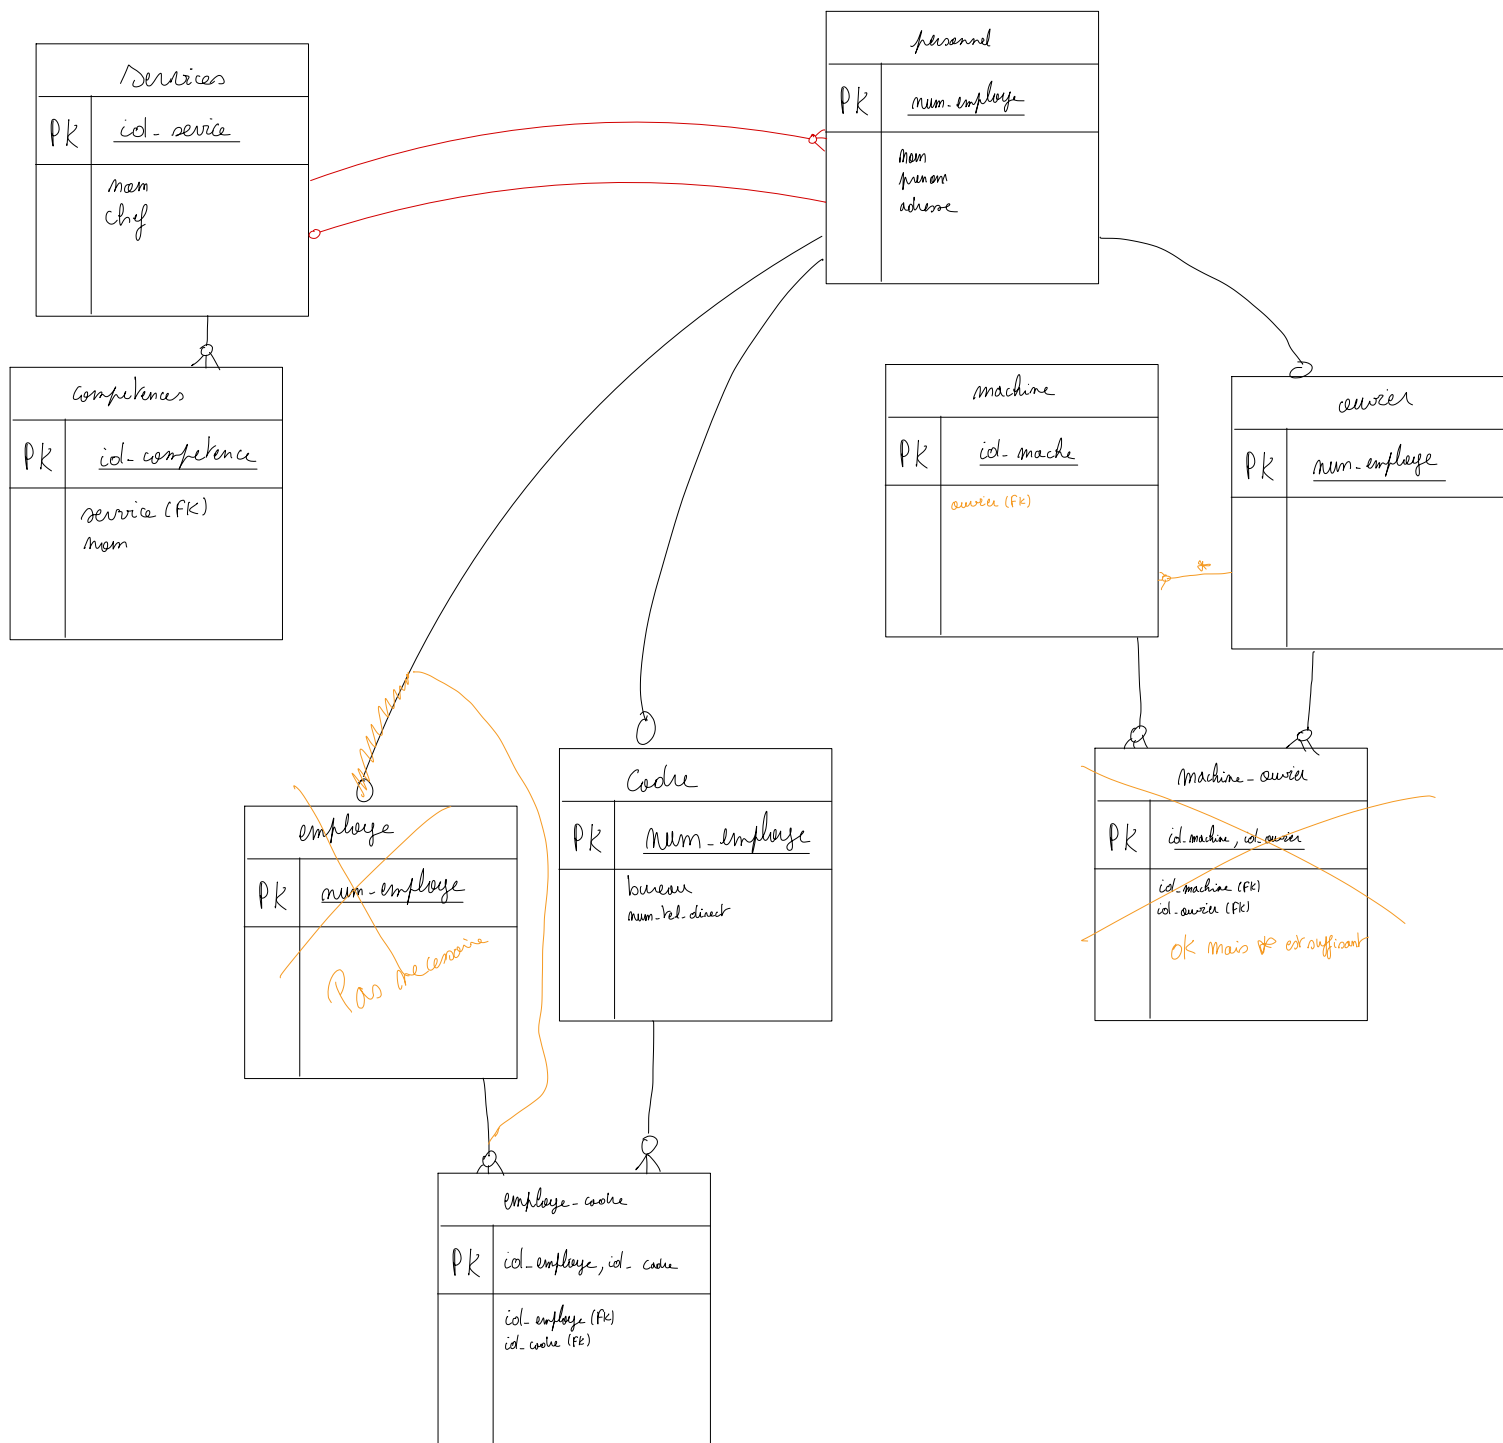 Services
PK id_sevice
nom
chef
personnel
PK num_employe
nom
prenom
adresse
competences
PK id_competence
service (FK)
nom
machine
PK id_mache
ouvrier (FK)
*
ouvrier
PK num_employe
employe
PK num_employe
Pas necessaire
Cadre
PK num_employe
bureau
num_tel_direct
machine_ouvrier
PK id_machine, id_ouvrier
id_machine (FK)
id_ouvrier (FK)
OK mais * est suffisant
employe_cadre
PK id_employe, id_cadre
id_employe (FK)
id_cadre (FK)